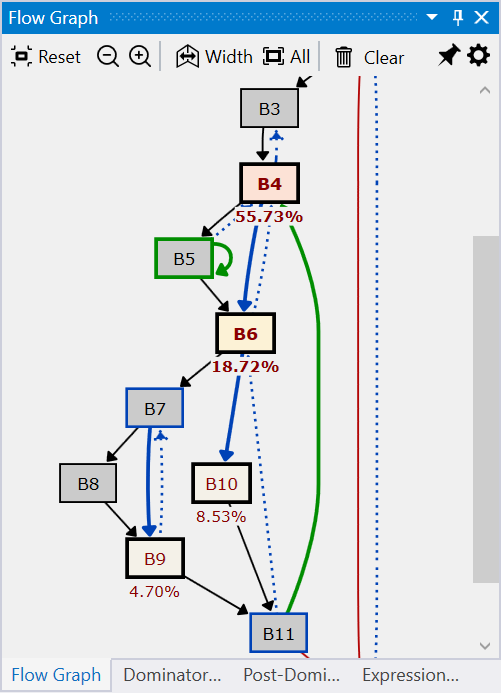 Flow Graph
Reset Width All Clear
B3
B4
55.73%
B5
B6
18.72%
B7
B8
B10
8.53%
B9
4.70%
B11
Flow Graph Dominator... Post-Domi... Expression...